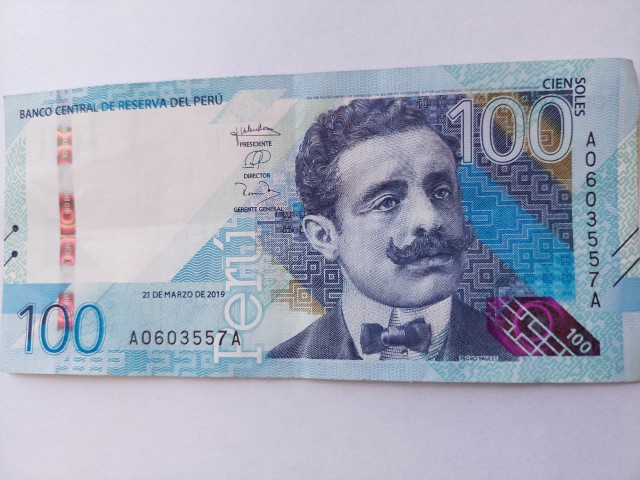 BANCO CENTRAL DE RESERVA DEL PERÚ
100
21 DE MARZO DE 2019
A0603557A
Perú
PRESIDENTE
DIRECTOR
GERENTE GENERAL
100
CIEN
SOLES
A0603557A
100